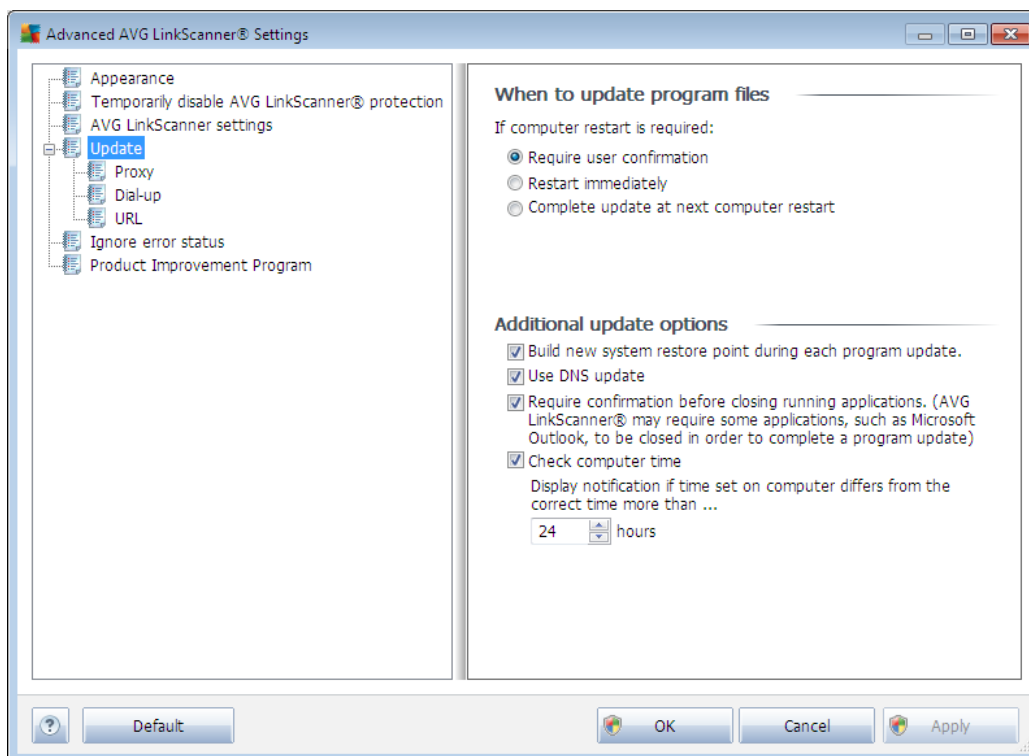 Advanced AVG LinkScanner® Settings
Appearance
Temporarily disable AVG LinkScanner® protection
AVG LinkScanner settings
Update
Proxy
Dial-up
URL
Ignore error status
Product Improvement Program
When to update program files
If computer restart is required:
Require user confirmation
Restart immediately
Complete update at next computer restart
Additional update options
Build new system restore point during each program update.
Use DNS update
Require confirmation before closing running applications. (AVG
LinkScanner® may require some applications, such as Microsoft
Outlook, to be closed in order to complete a program update)
Check computer time
Display notification if time set on computer differs from the
correct time more than ...
24 hours
? Default OK Cancel Apply